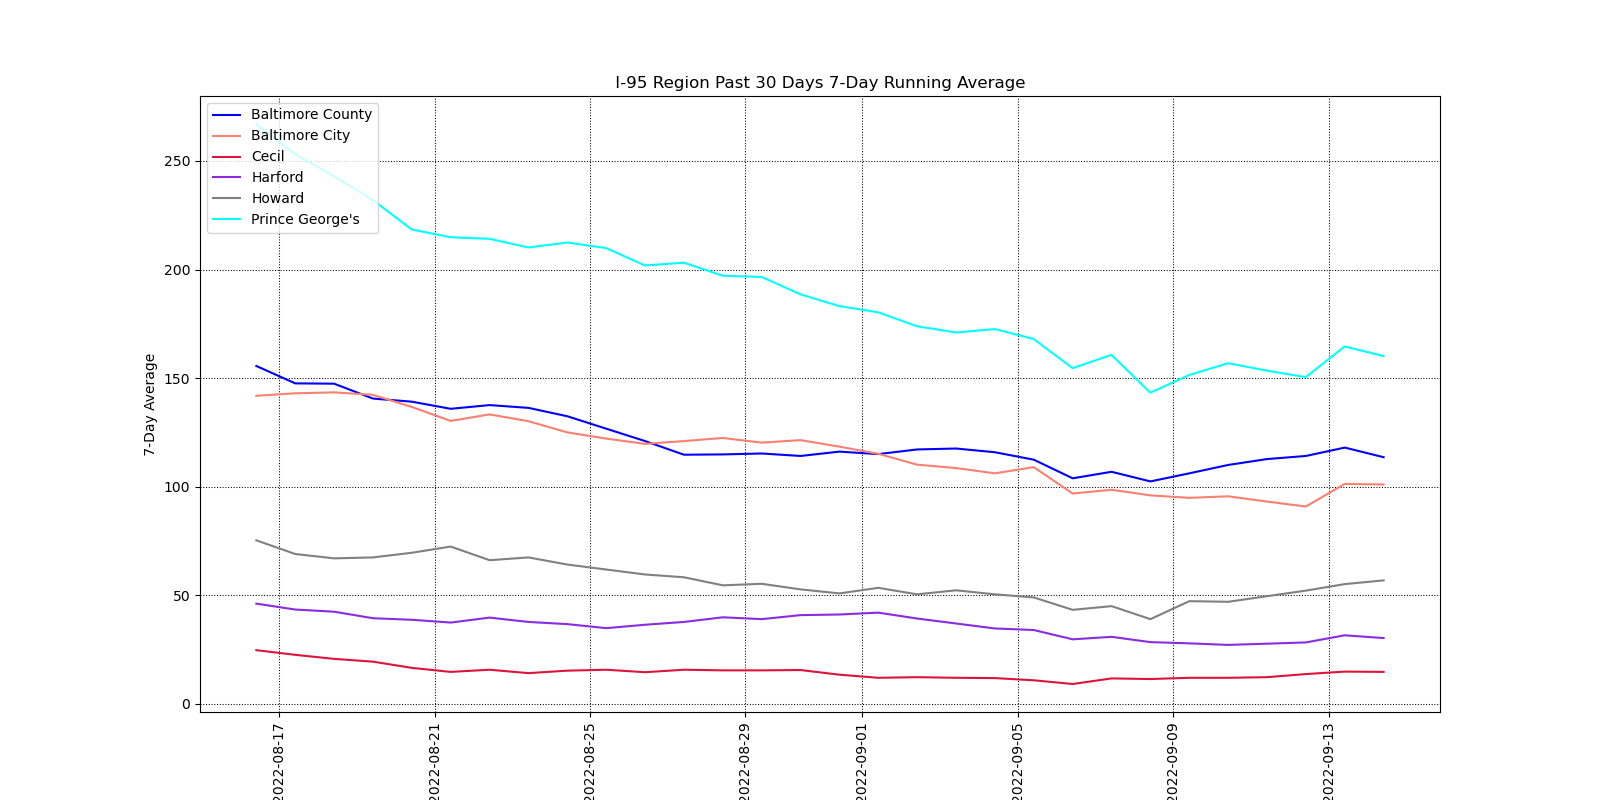 I-95 Region Past 30 Days 7-Day Running Average
Baltimore County
Baltimore City
Cecil
Harford
Howard
Prince George's
7-Day Average
250
200
150
100
50
0
2022-08-17
2022-08-21
2022-08-25
2022-08-29
2022-09-01
2022-09-05
2022-09-09
2022-09-13